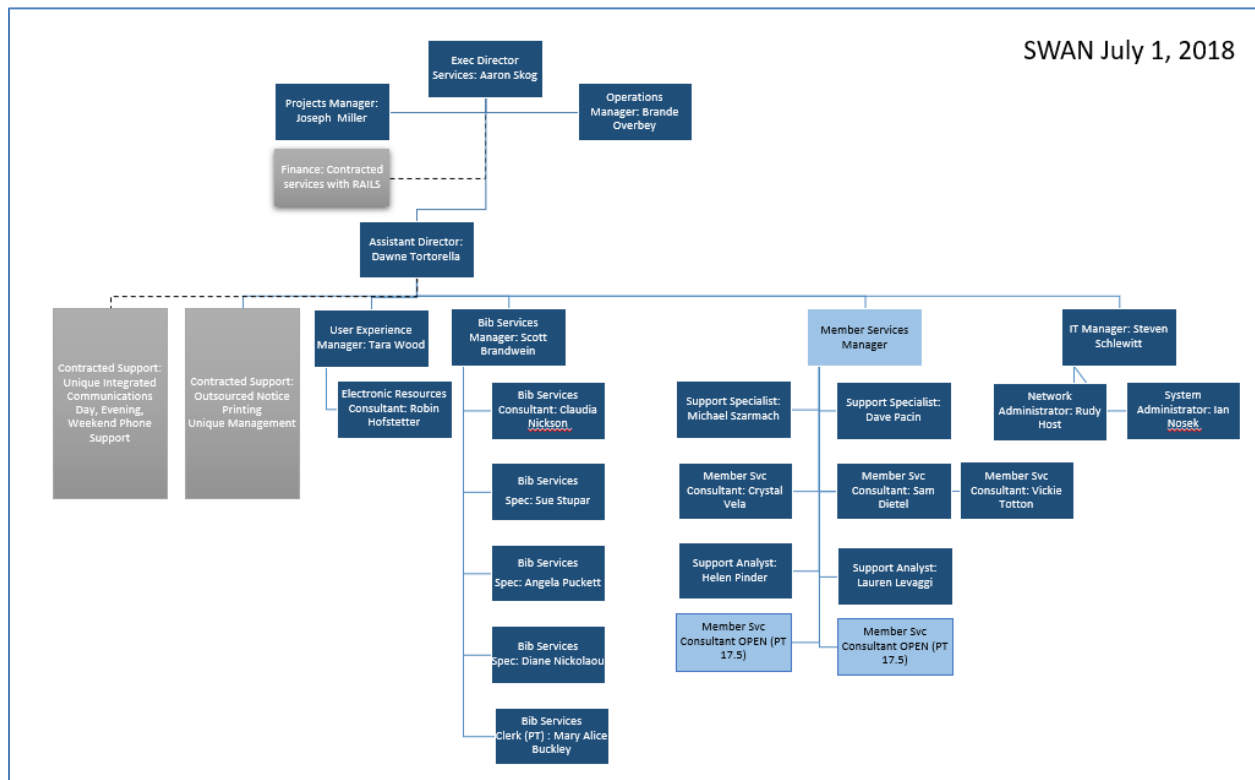 SWAN July 1, 2018
Exec Director
Services: Aaron Skog
Projects Manager:
Joseph  Miller
Operations
Manager: Brande
Overbey
Finance: Contracted
services with RAILS
Assistant Director:
Dawne Tortorella
Contracted Support:
Unique Integrated
Communications
Day, Evening,
Weekend Phone
Support
Contracted Support:
Outsourced Notice
Printing
Unique Management
User Experience
Manager: Tara Wood
Electronic Resources
Consultant: Robin
Hofstetter
Bib Services
Manager: Scott
Brandwein
Bib Services
Consultant: Claudia
Nickson
Bib Services
Spec: Sue Stupar
Bib Services
Spec: Angela Puckett
Bib Services
Spec: Diane Nickolaou
Bib Services
Clerk (PT) : Mary Alice
Buckley
Member Services
Manager
Support Specialist:
Michael Szarmach
Support Specialist:
Dave Pacin
Member Svc
Consultant: Crystal
Vela
Member Svc
Consultant: Sam
Dietel
Member Svc
Consultant: Vickie
Totton
Support Analyst:
Helen Pinder
Support Analyst:
Lauren Levaggi
Member Svc
Consultant OPEN (PT
17.5)
Member Svc
Consultant OPEN (PT
17.5)
IT Manager: Steven
Schlewitt
Network
Administrator: Rudy
Host
System
Administrator: Ian
Nosek